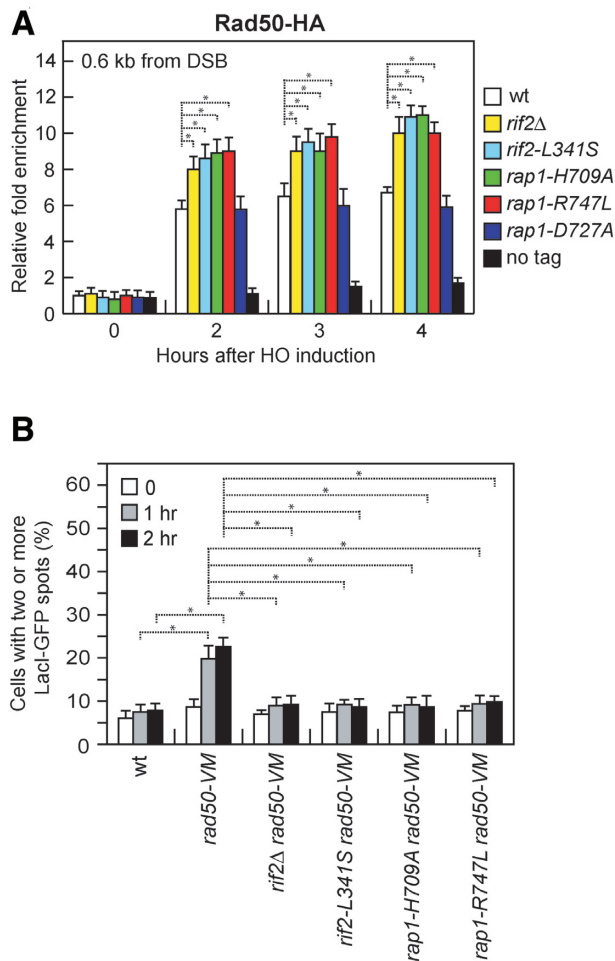 A
Rad50-HA
0.6 kb from DSB
Relative fold enrichment
14
12
10
8
6
4
2
0
* * * *
* * * *
* * * *
0 2 3 4
Hours after HO induction
wt
rif2Δ
rif2-L341S
rap1-H709A
rap1-R747L
rap1-D727A
no tag
B
Cells with two or more
LacI-GFP spots (%)
60
50
40
30
20
10
0
0
1 hr
2 hr
*
*
*
*
*
*
*
*
*
*
wt
rad50-VM
rif2Δ rad50-VM
rif2-L341S rad50-VM
rap1-H709A rad50-VM
rap1-R747L rad50-VM